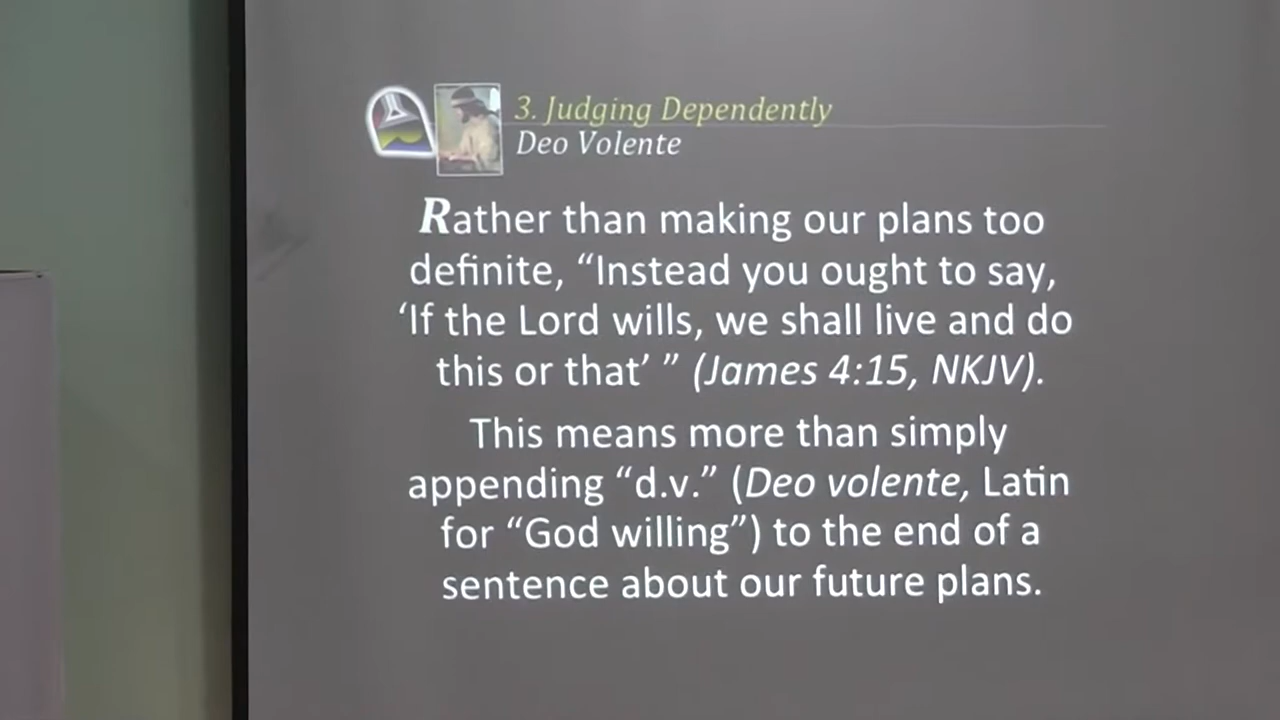 3. Judging Dependently
Deo Volente
Rather than making our plans too
definite, “Instead you ought to say,
‘If the Lord wills, we shall live and do
this or that’ ” (James 4:15, NKJV).
This means more than simply
appending “d.v.” (Deo volente, Latin
for “God willing”) to the end of a
sentence about our future plans.